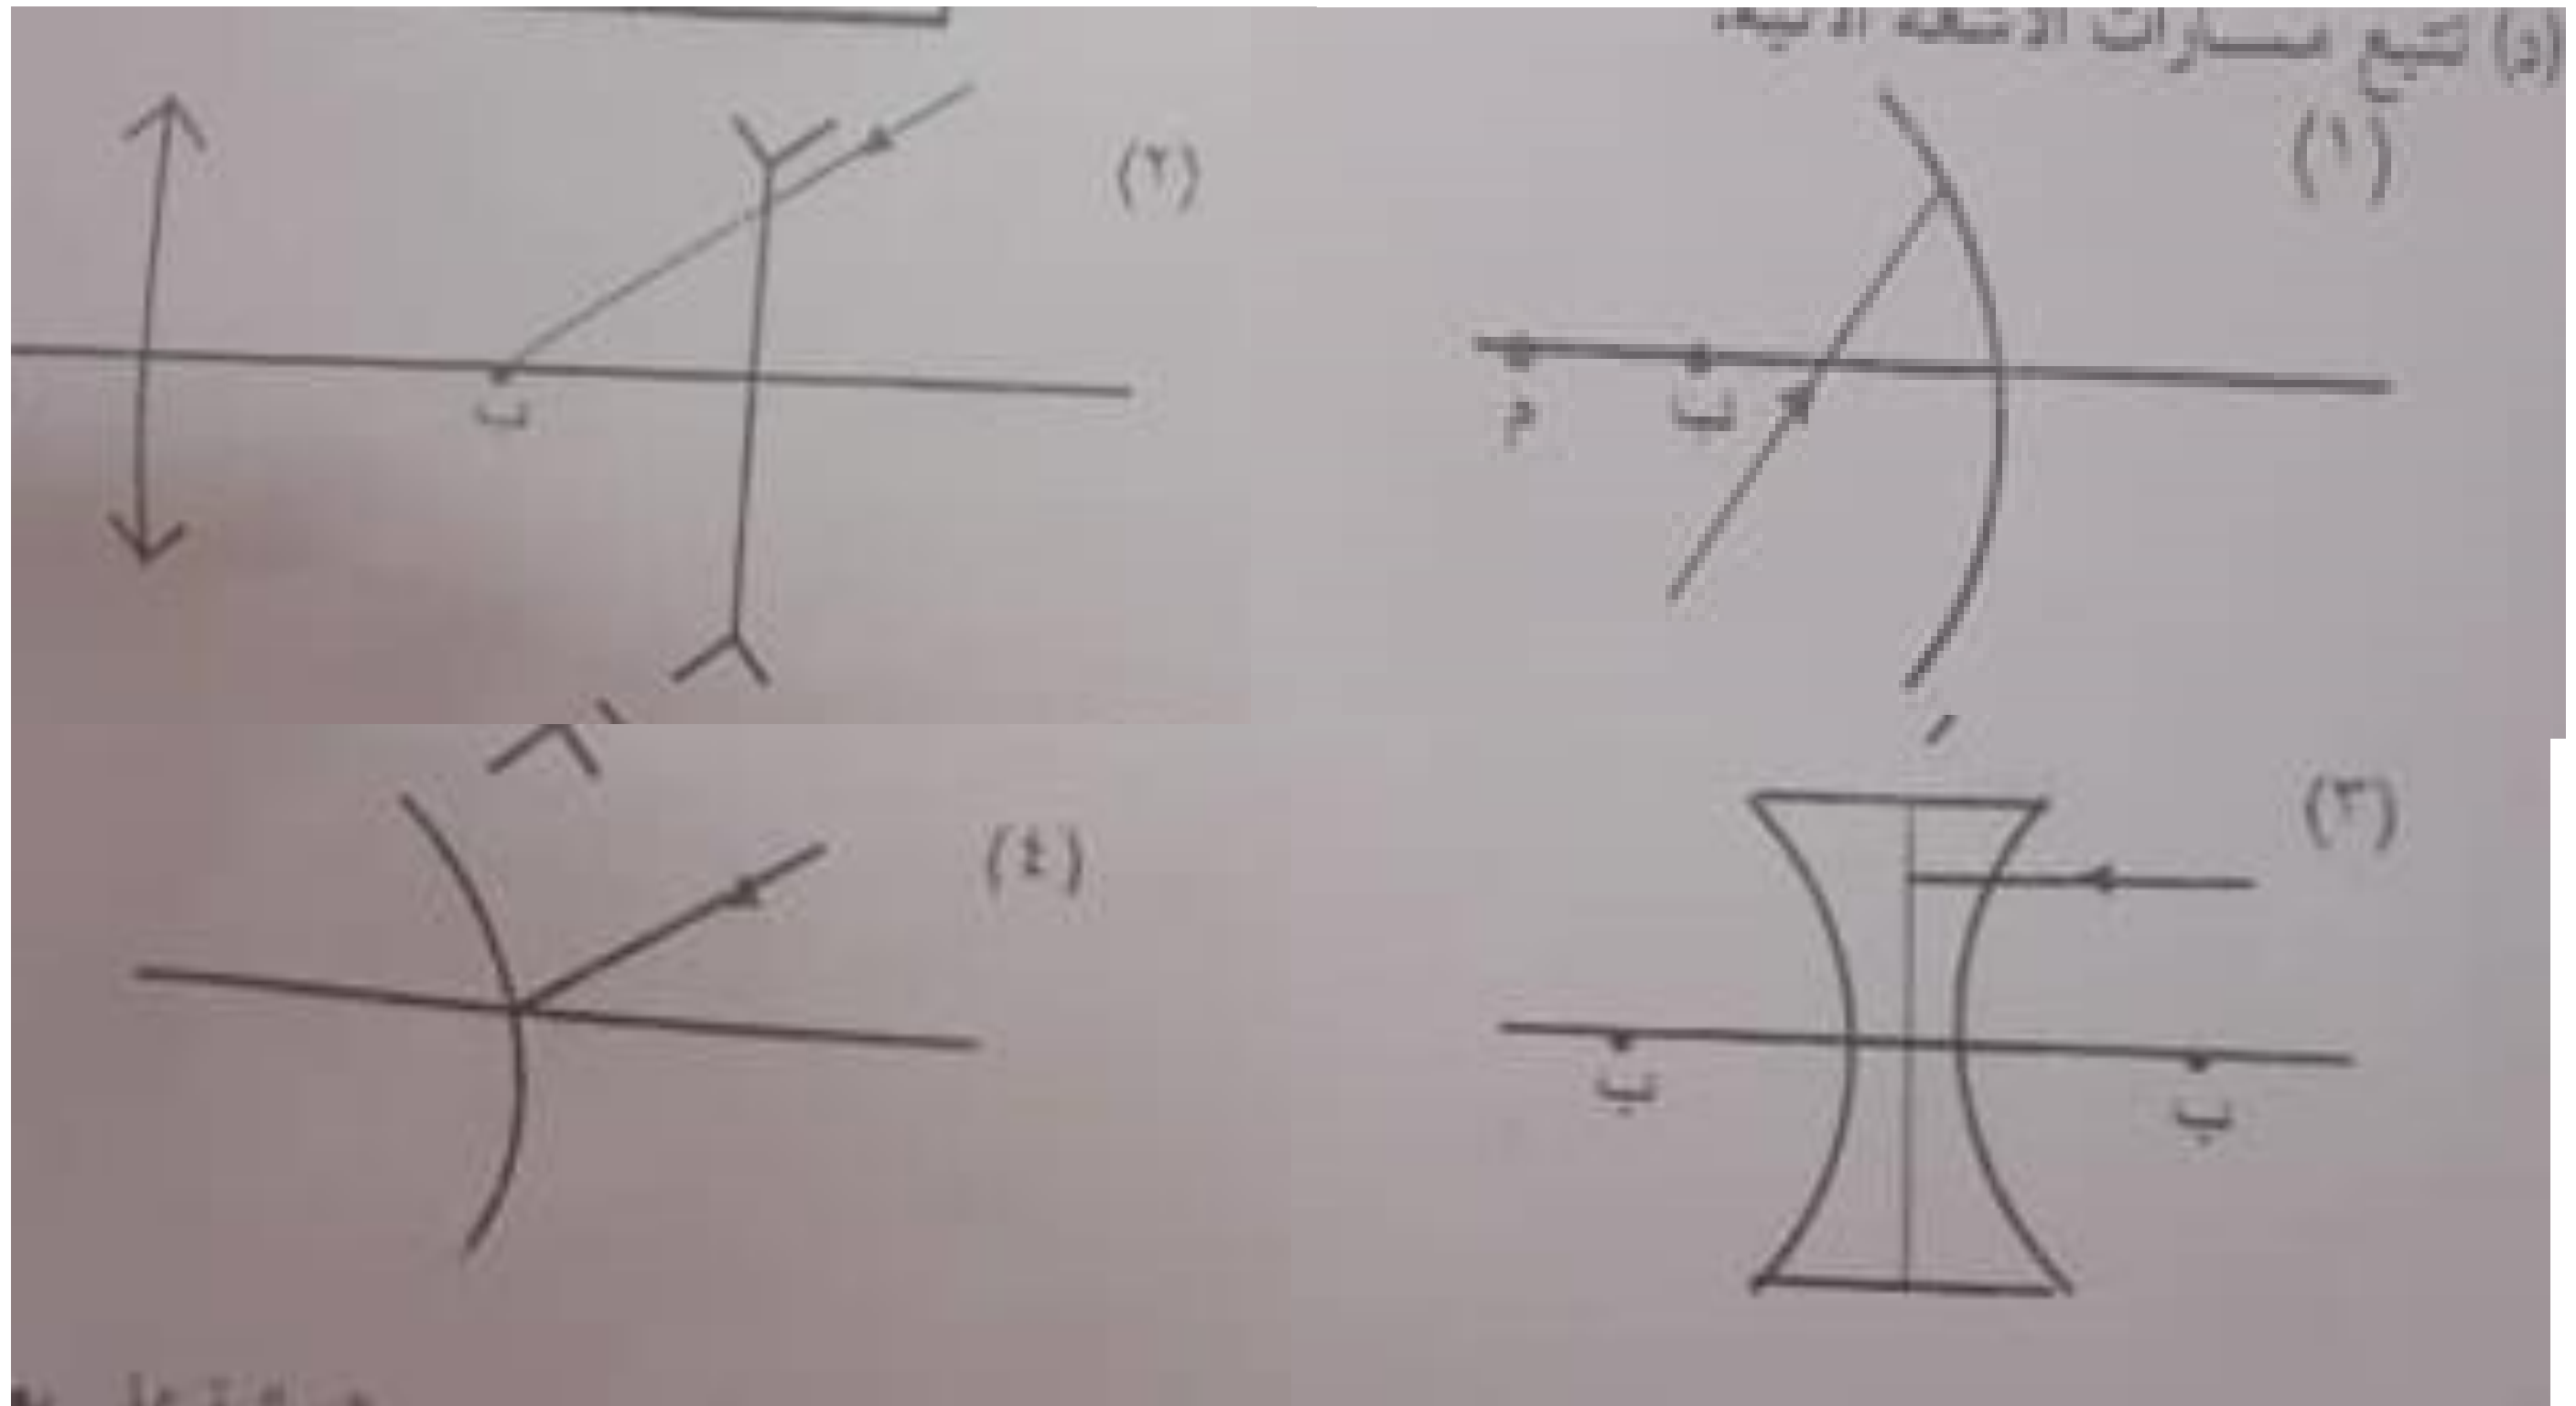 (د) تتبع مسارات الأشعة الآتية
(١)
م ب
(٢)
ب
(٣)
ب ب
(٤)